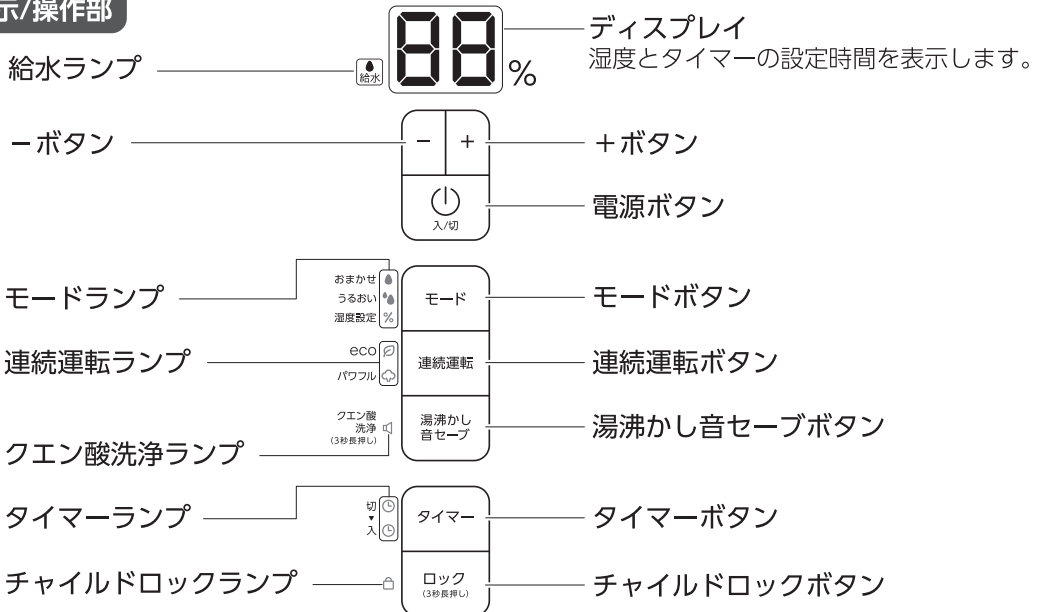 示/操作部
ディスプレイ
湿度とタイマーの設定時間を表示します。
給水ランプ
給水
88%
－ボタン
－ ＋
＋ボタン
入/切
電源ボタン
モードランプ
おまかせ
うるおい
湿度設定 %
モード
モードボタン
連続運転ランプ
eco
パワフル
連続運転
連続運転ボタン
クエン酸
洗浄
(3秒長押し)
湯沸かし
音セーブ
湯沸かし音セーブボタン
クエン酸洗浄ランプ
タイマーランプ
切
▼
入
タイマー
タイマーボタン
チャイルドロックランプ
ロック
(3秒長押し)
チャイルドロックボタン